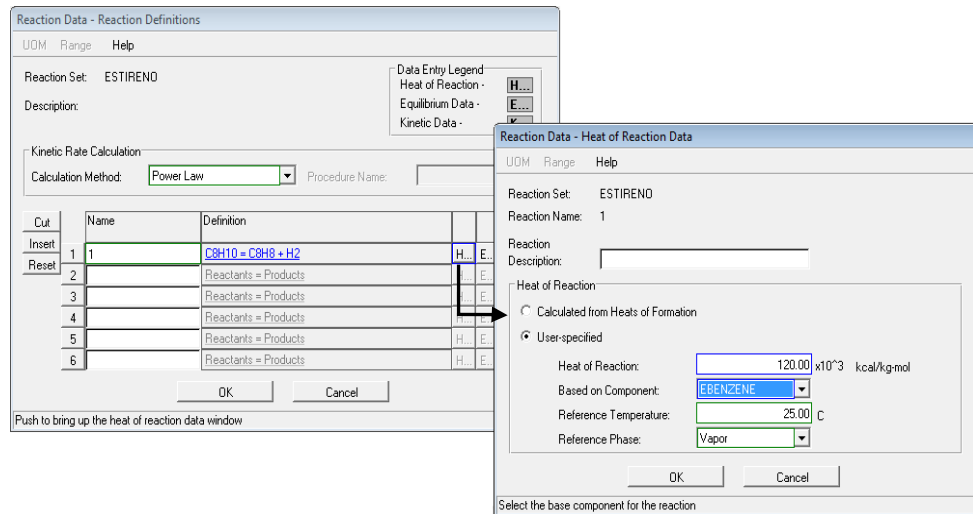 Reaction Data - Reaction Definitions
UOM Range Help
Reaction Set: ESTIRENO
Description:
Data Entry Legend
Heat of Reaction - H...
Equilibrium Data - E...
Kinetic Data - K...
Kinetic Rate Calculation
Calculation Method: Power Law Procedure Name:
Cut
Insert
Reset
Name Definition
1 1 C8H10 = C8H8 + H2 H... E...
2 Reactants = Products H... E...
3 Reactants = Products H... E...
4 Reactants = Products H... E...
5 Reactants = Products H... E...
6 Reactants = Products H... E...
OK Cancel
Push to bring up the heat of reaction data window
Reaction Data - Heat of Reaction Data
UOM Range Help
Reaction Set: ESTIRENO
Reaction Name: 1
Reaction
Description:
Heat of Reaction
Calculated from Heats of Formation
User-specified
Heat of Reaction: 120.00 x10^3 kcal/kg-mol
Based on Component: EBENZENE
Reference Temperature: 25.00 C
Reference Phase: Vapor
OK Cancel
Select the base component for the reaction